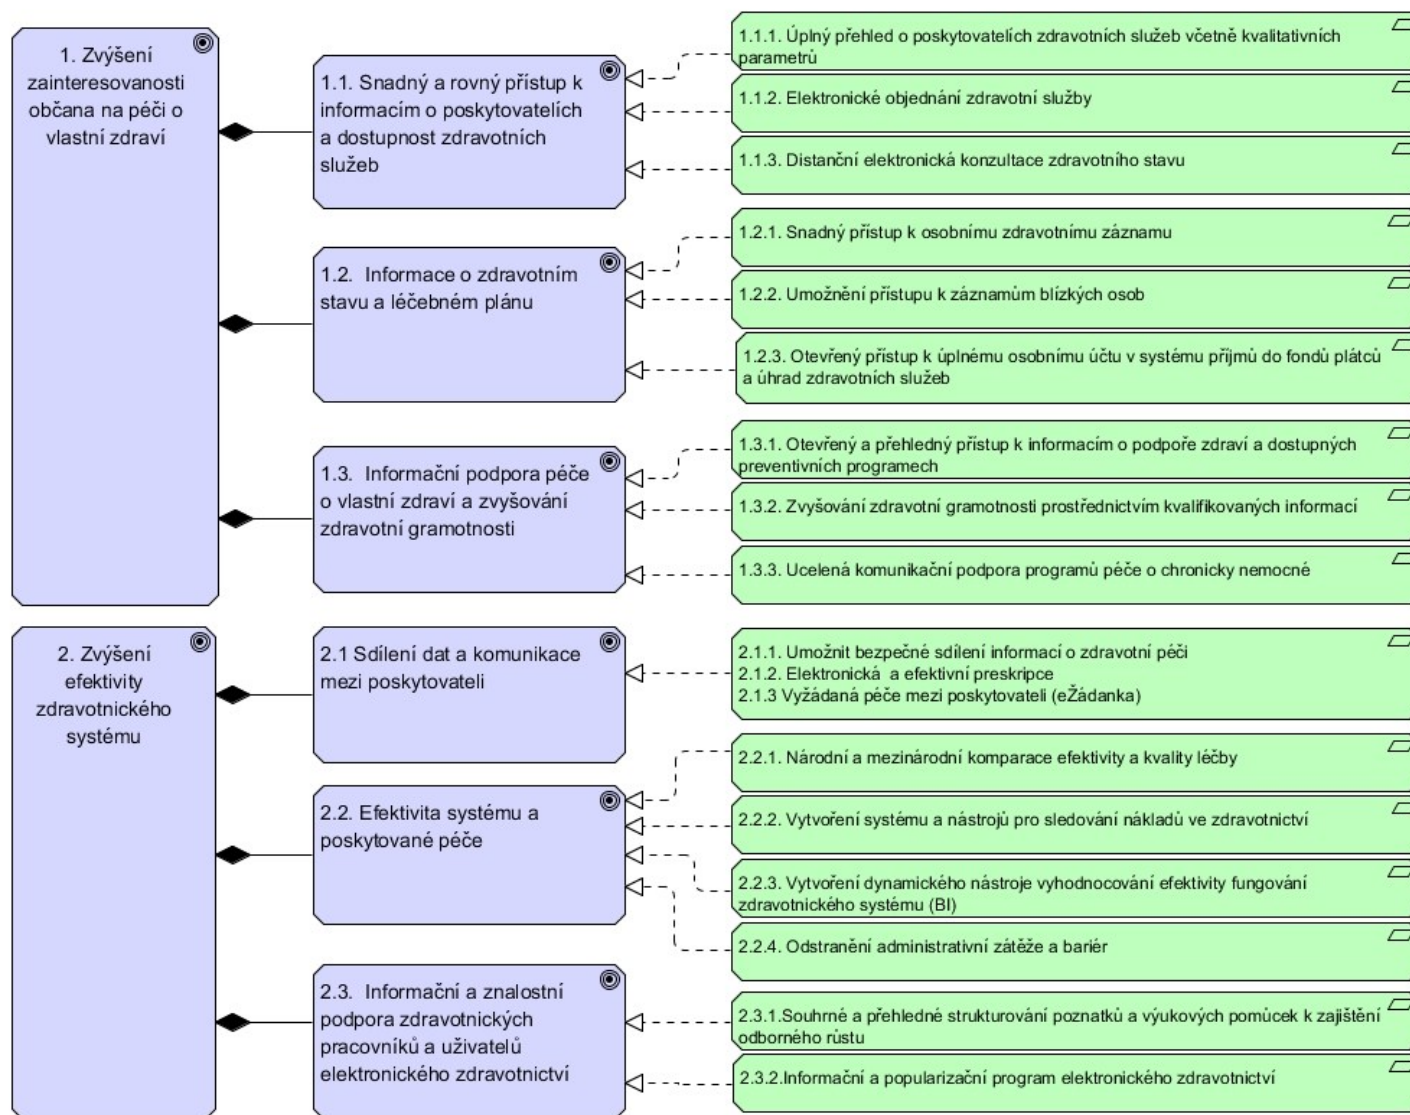 1. Zvýšení
zainteresovanosti
občana na péči o
vlastní zdraví
1.1. Snadný a rovný přístup k
informacím o poskytovatelích
a dostupnost zdravotních
služeb
1.1.1. Úplný přehled o poskytovatelích zdravotních služeb včetně kvalitativních
parametrů
1.1.2. Elektronické objednání zdravotní služby
1.1.3. Distanční elektronická konzultace zdravotního stavu
1.2. Informace o zdravotním
stavu a léčebném plánu
1.2.1. Snadný přístup k osobnímu zdravotnímu záznamu
1.2.2. Umožnění přístupu k záznamům blízkých osob
1.2.3. Otevřený přístup k úplnému osobnímu účtu v systému příjmů do fondů plátců
a úhrad zdravotních služeb
1.3. Informační podpora péče
o vlastní zdraví a zvyšování
zdravotní gramotnosti
1.3.1. Otevřený a přehledný přístup k informacím o podpoře zdraví a dostupných
preventivních programech
1.3.2. Zvyšování zdravotní gramotnosti prostřednictvím kvalifikovaných informací
1.3.3. Ucelená komunikační podpora programů péče o chronicky nemocné
2. Zvýšení
efektivity
zdravotnického
systému
2.1 Sdílení dat a komunikace
mezi poskytovateli
2.1.1. Umožnit bezpečné sdílení informací o zdravotní péči
2.1.2. Elektronická a efektivní preskripce
2.1.3 Vyžádaná péče mezi poskytovateli (eŽádanka)
2.2. Efektivita systému a
poskytované péče
2.2.1. Národní a mezinárodní komparace efektivity a kvality léčby
2.2.2. Vytvoření systému a nástrojů pro sledování nákladů ve zdravotnictví
2.2.3. Vytvoření dynamického nástroje vyhodnocování efektivity fungování
zdravotnického systému (BI)
2.2.4. Odstranění administrativní zátěže a bariér
2.3. Informační a znalostní
podpora zdravotnických
pracovníků a uživatelů
elektronického zdravotnictví
2.3.1.Souhrné a přehledné strukturování poznatků a výukových pomůcek k zajištění
odborného růstu
2.3.2.Informační a popularizační program elektronického zdravotnictví